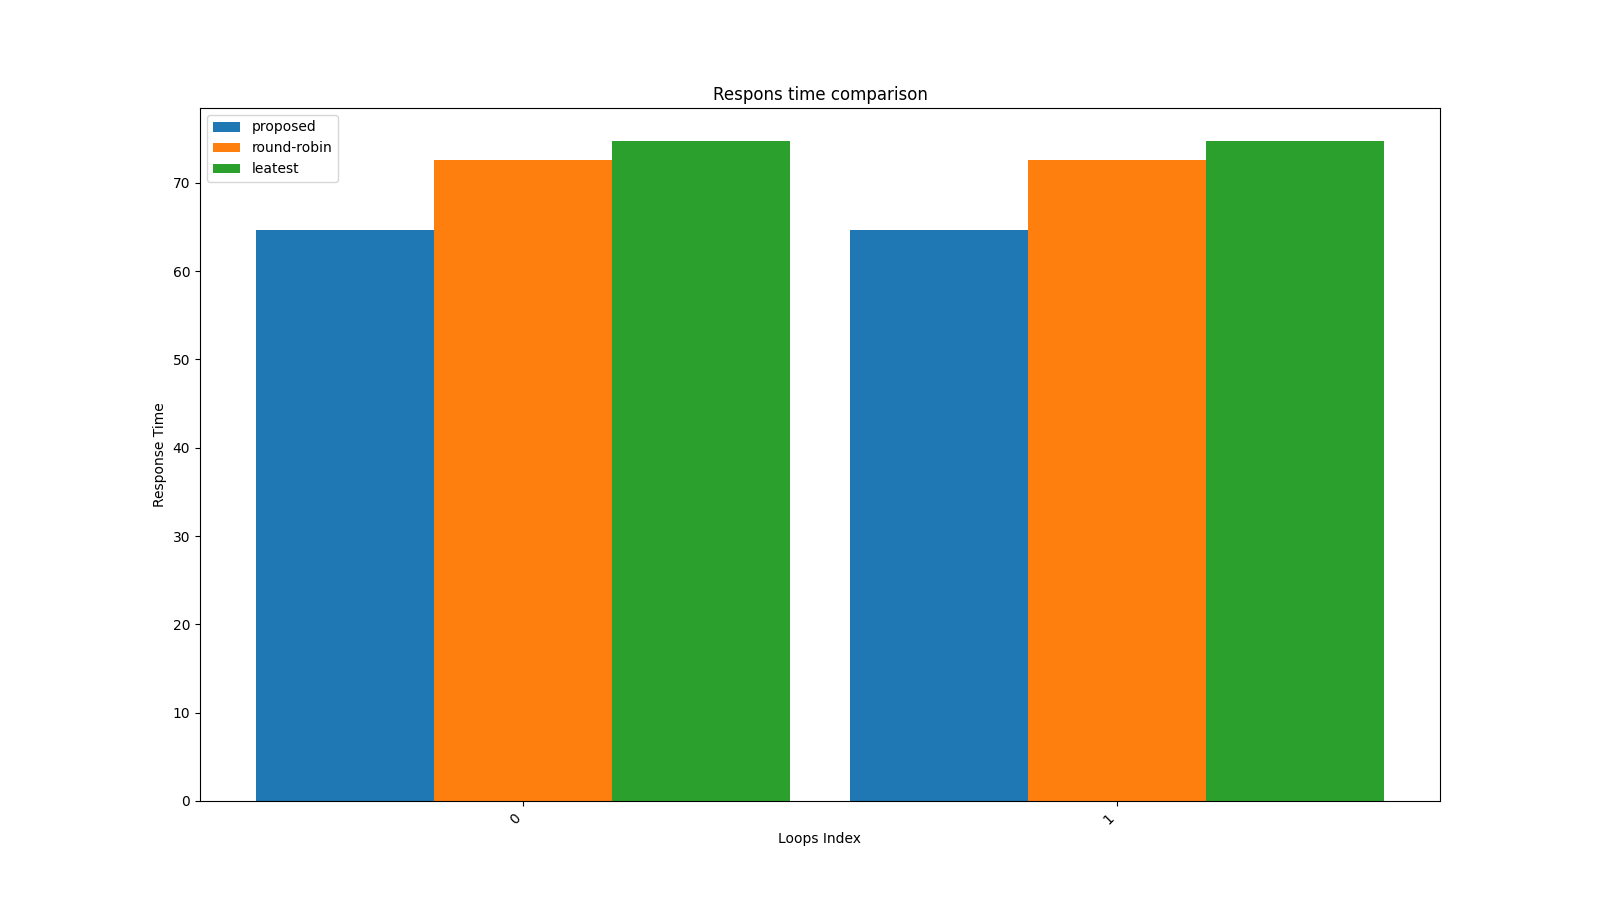 Respons time comparison
proposed
round-robin
leatest
70
60
50
40
30
20
10
0
Response Time
0
1
Loops Index